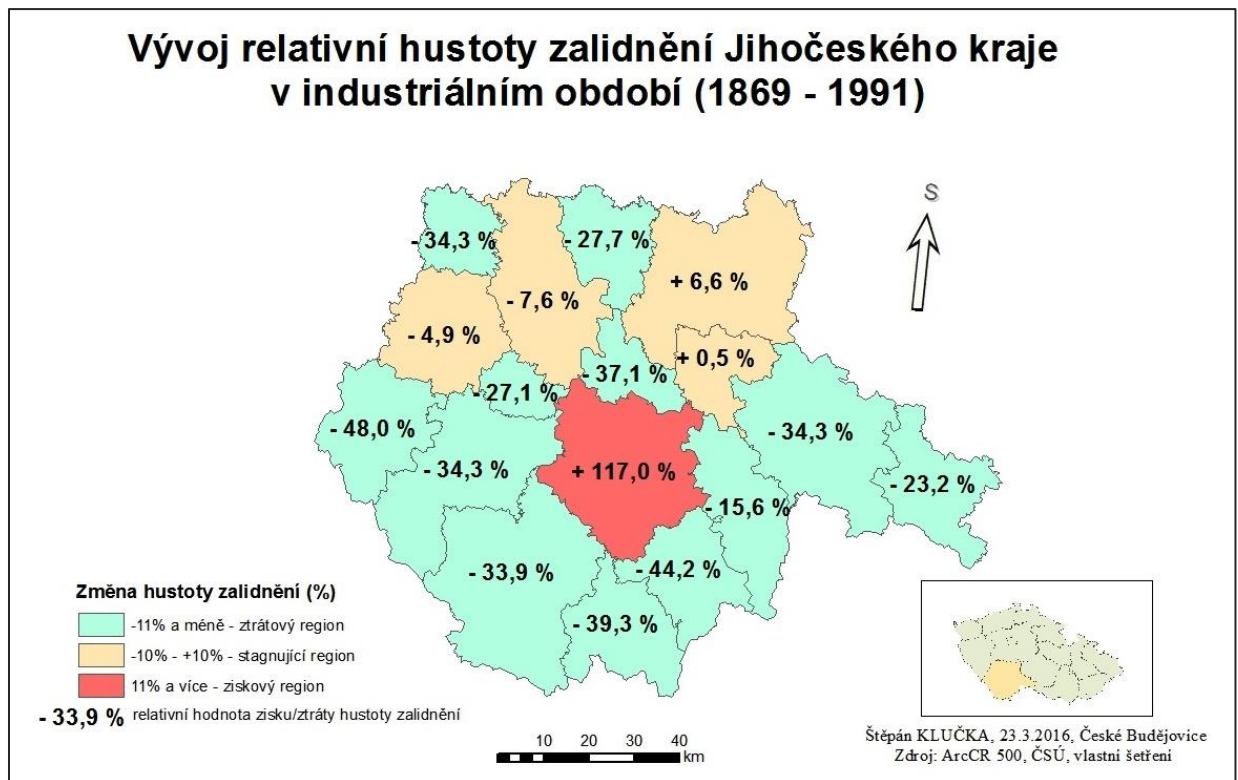 Vývoj relativní hustoty zalidnění Jihočeského kraje
v industriálním období (1869 - 1991)
S
- 34,3 %
- 27,7 %
+ 6,6 %
- 7,6 %
- 4,9 %
+ 0,5 %
- 37,1 %
- 27,1 %
- 48,0 %
- 34,3 %
- 34,3 %
+ 117,0 %
- 23,2 %
- 15,6 %
- 33,9 %
- 44,2 %
- 39,3 %
Změna hustoty zalidnění (%)
-11% a méně - ztrátový region
-10% - +10% - stagnující region
11% a více - ziskový region
- 33,9 % relativní hodnota zisku/ztráty hustoty zalidnění
10 20 30 40
km
Štěpán KLUČKA, 23.3.2016, České Budějovice
Zdroj: ArcCR 500, ČSÚ, vlastní šetření